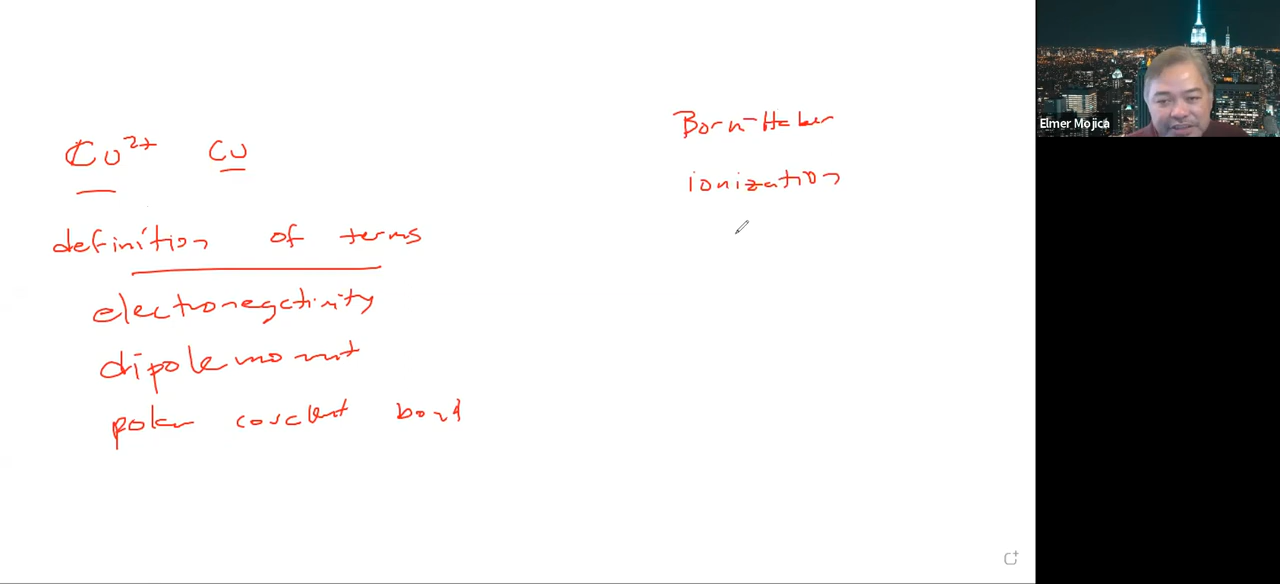 Cu²⁺ Cu
definition of terms
electronegativity
dipole moment
polar covalent bond
Born-Haber
ionization
Elmer Mojica